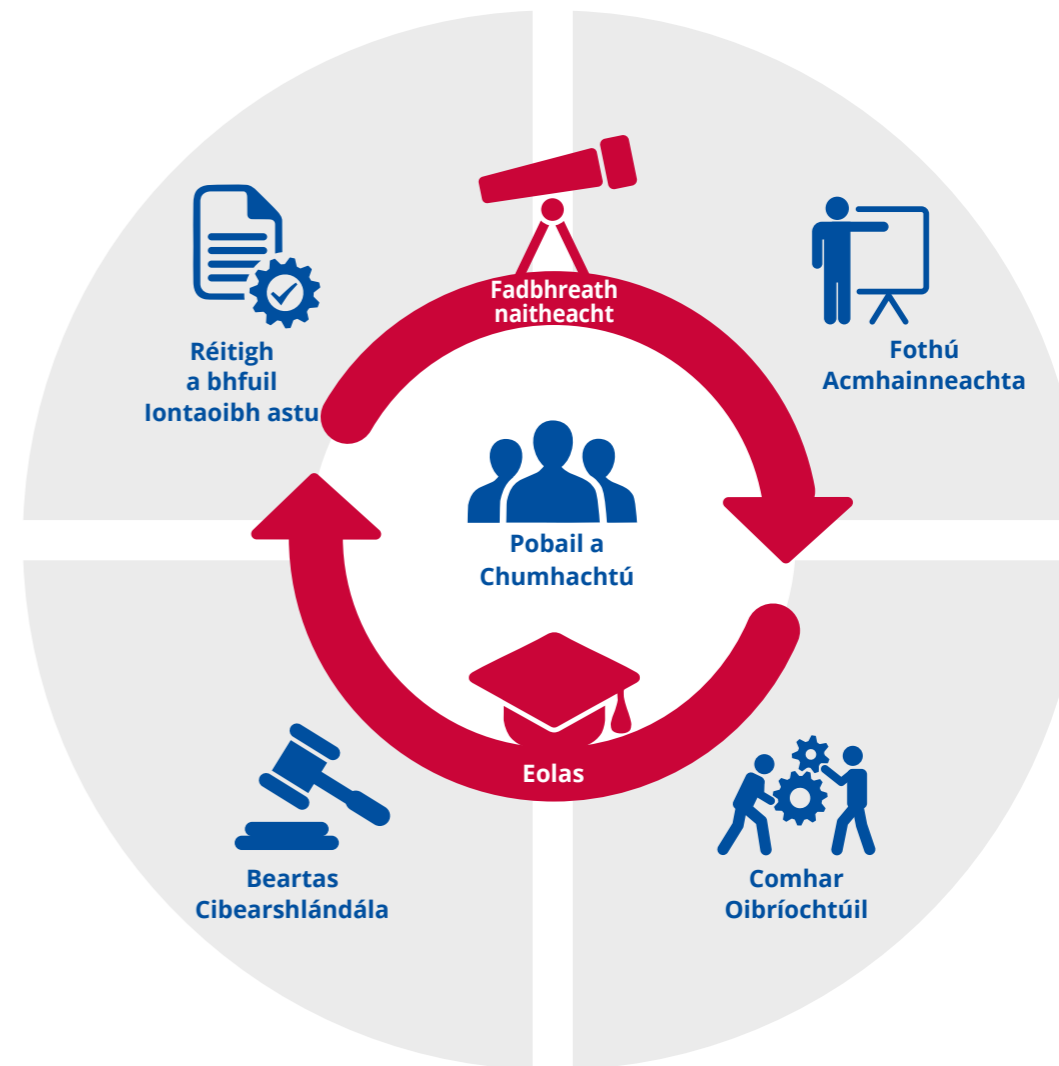 Fadbhreath
naitheacht
Réitigh
a bhfuil
Iontaoibh astu
Fothú
Acmhainneachta
Pobail a
Chumhachtú
Eolas
Beartas
Cibearshlándála
Comhar
Oibríochtúil